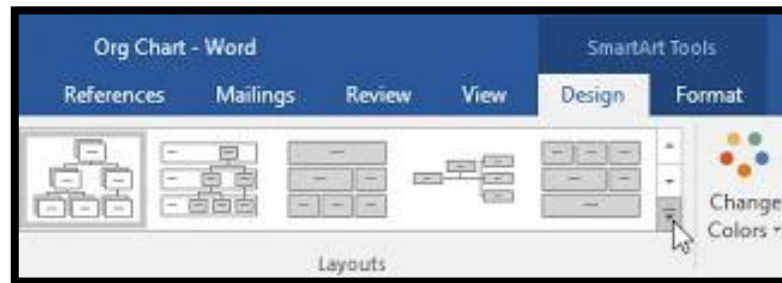 Org Chart - Word SmartArt Tools
References Mailings Review View Design Format
Change
Colors
Layouts